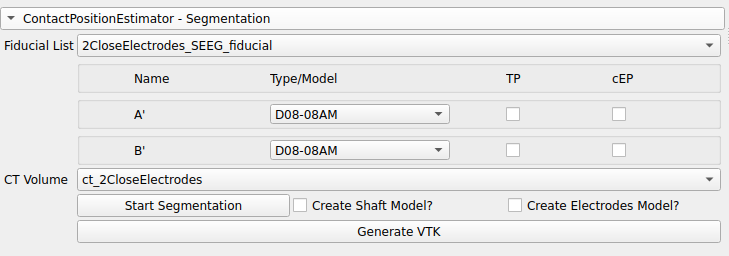 ContactPositionEstimator - Segmentation
Fiducial List 2CloseElectrodes_SEEG_fiducial
Name Type/Model TP cEP
A' D08-08AM
B' D08-08AM
CT Volume ct_2CloseElectrodes
Start Segmentation Create Shaft Model? Create Electrodes Model?
Generate VTK